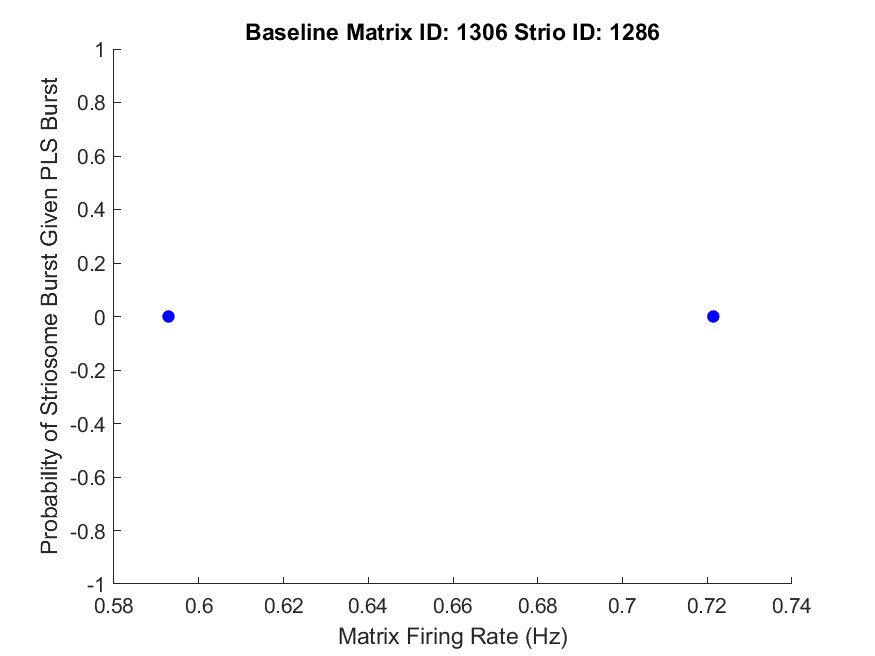 Baseline Matrix ID: 1306 Strio ID: 1286
Probability of Striosome Burst Given PLS Burst
1
0.8
0.6
0.4
0.2
0
-0.2
-0.4
-0.6
-0.8
-1
0.58 0.6 0.62 0.64 0.66 0.68 0.7 0.72 0.74
Matrix Firing Rate (Hz)